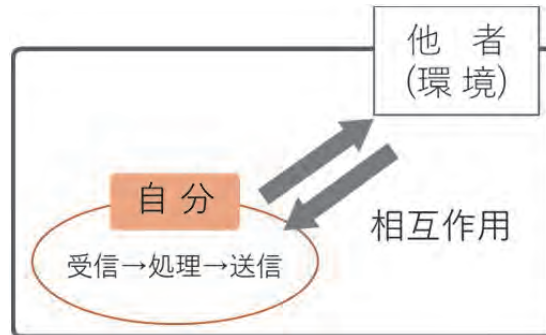 他 者
(環 境)
自 分
受信→処理→送信
相互作用